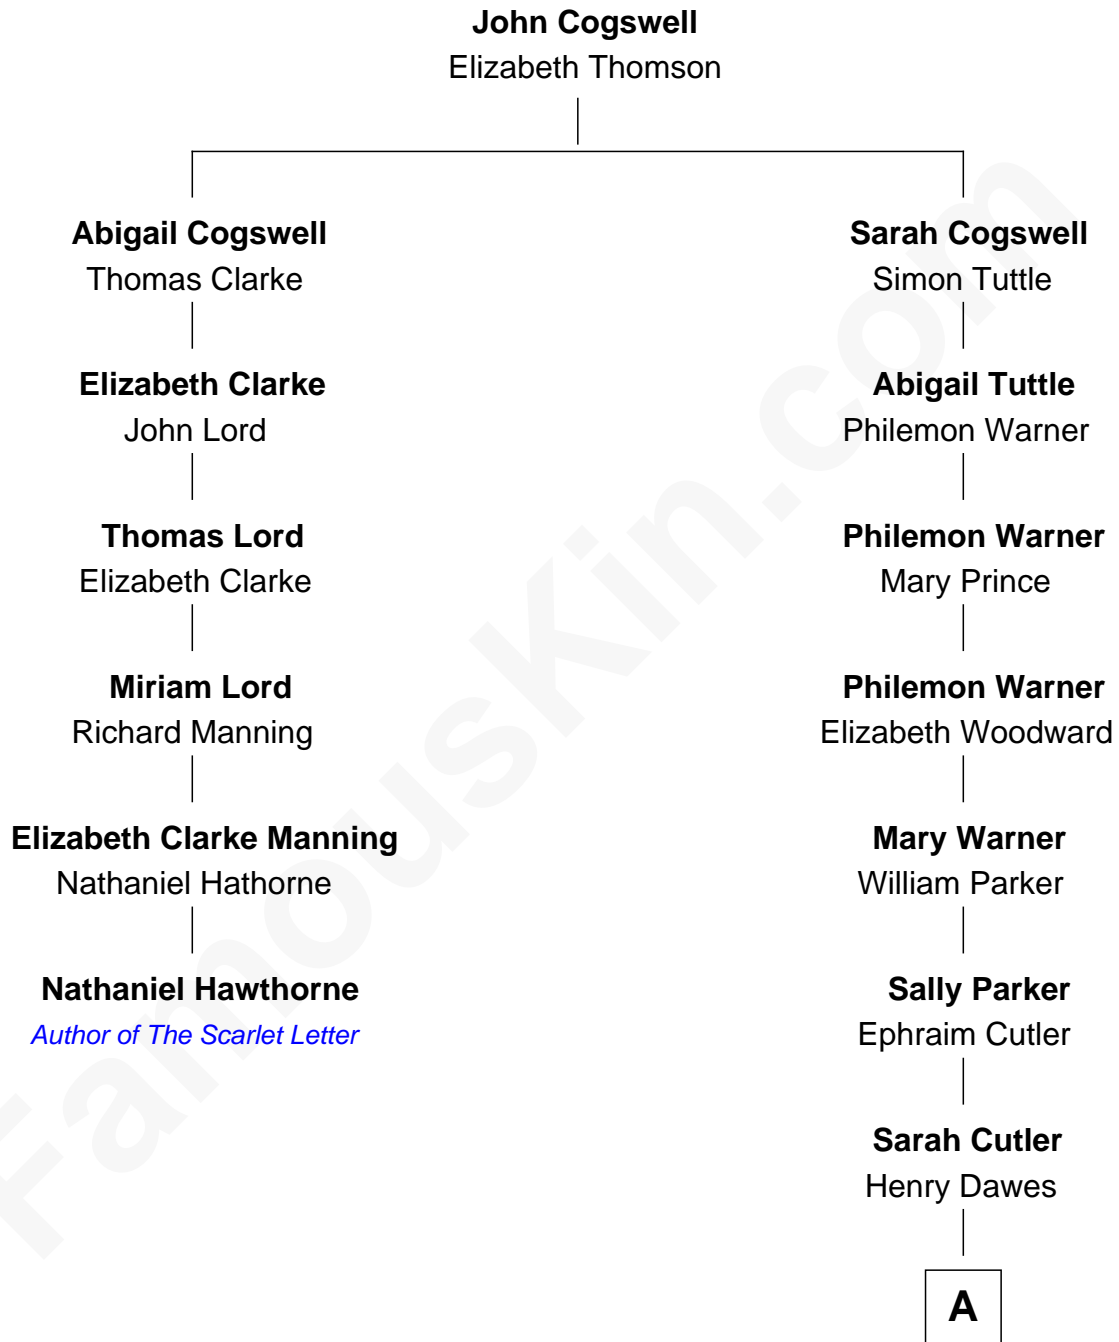 John Cogswell
Elizabeth Thomson
Abigail Cogswell
Thomas Clarke
Sarah Cogswell
Simon Tuttle
Elizabeth Clarke
John Lord
Abigail Tuttle
Philemon Warner
Thomas Lord
Elizabeth Clarke
Philemon Warner
Mary Prince
Miriam Lord
Richard Manning
Philemon Warner
Elizabeth Woodward
Elizabeth Clarke Manning
Nathaniel Hathorne
Mary Warner
William Parker
Nathaniel Hawthorne
Author of The Scarlet Letter
Sally Parker
Ephraim Cutler
Sarah Cutler
Henry Dawes
A
FamousKin.com